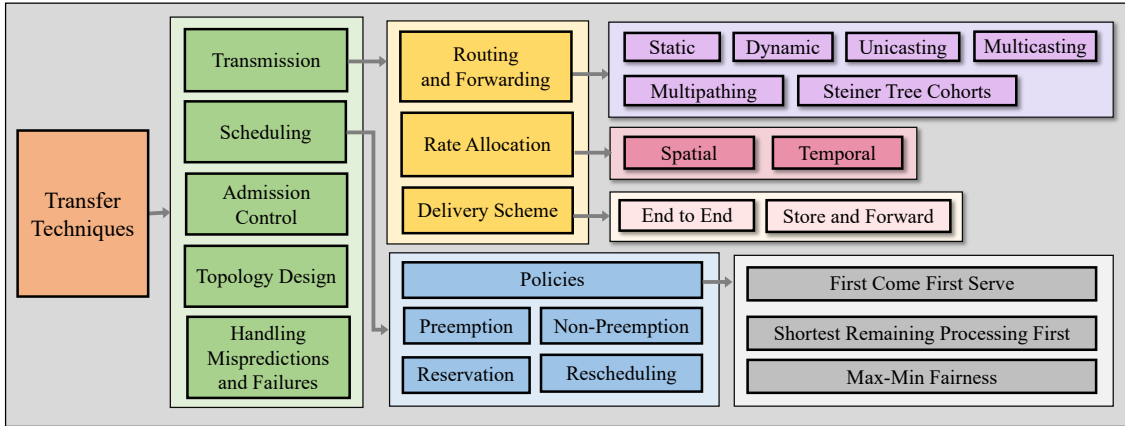 Transfer
Techniques
Transmission
Scheduling
Admission
Control
Topology Design
Handling
Mispredictions
and Failures
Routing
and Forwarding
Rate Allocation
Delivery Scheme
Static
Dynamic
Unicasting
Multicasting
Multipathing
Steiner Tree Cohorts
Spatial
Temporal
End to End
Store and Forward
Policies
Preemption
Non-Preemption
Reservation
Rescheduling
First Come First Serve
Shortest Remaining Processing First
Max-Min Fairness